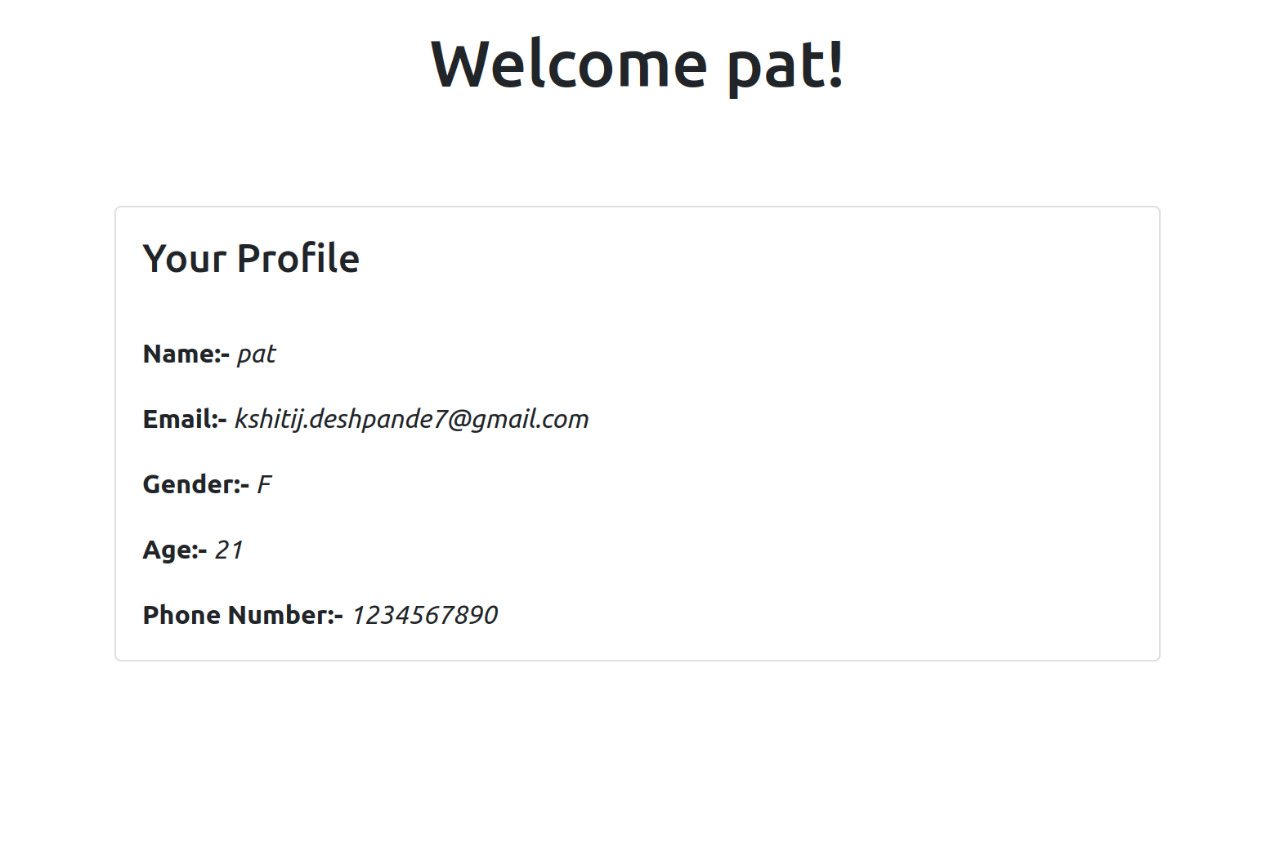 Welcome pat!
Your Profile
Name:- pat
Email:- kshitij.deshpande7@gmail.com
Gender:- F
Age:- 21
Phone Number:- 1234567890